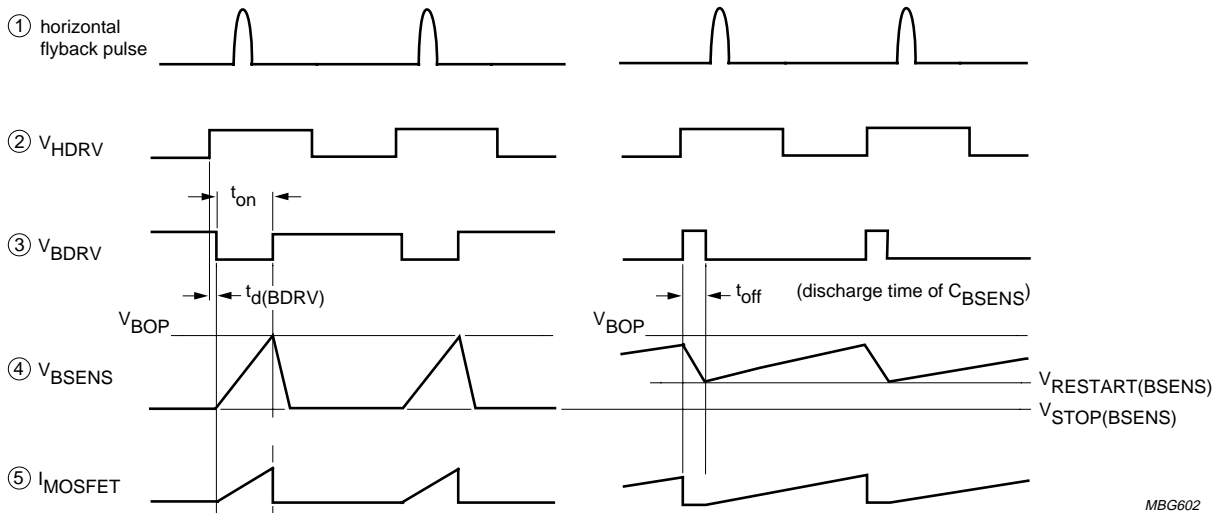 ① horizontal
flyback pulse
② VHDRV
ton
③ VBDRV
td(BDRV)
toff (discharge time of CBSENS)
VBOP
VBOP
④ VBSENS
VRESTART(BSENS)
VSTOP(BSENS)
⑤ IMOSFET
MBG602